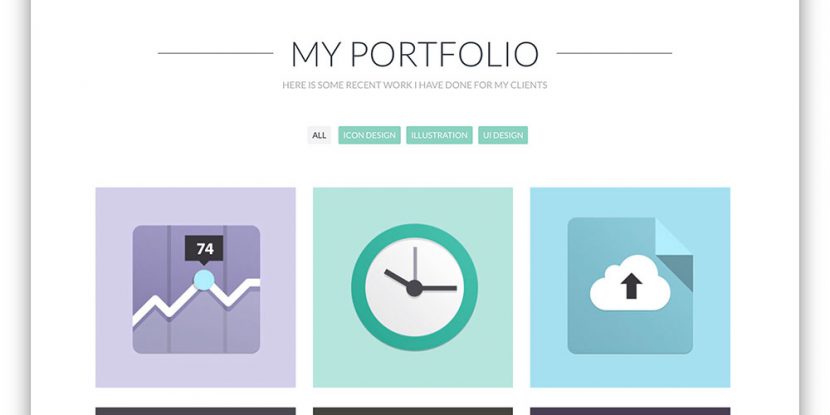 MY PORTFOLIO
HERE IS SOME RECENT WORK I HAVE DONE FOR MY CLIENTS
ALL ICON DESIGN ILLUSTRATION UI DESIGN
74